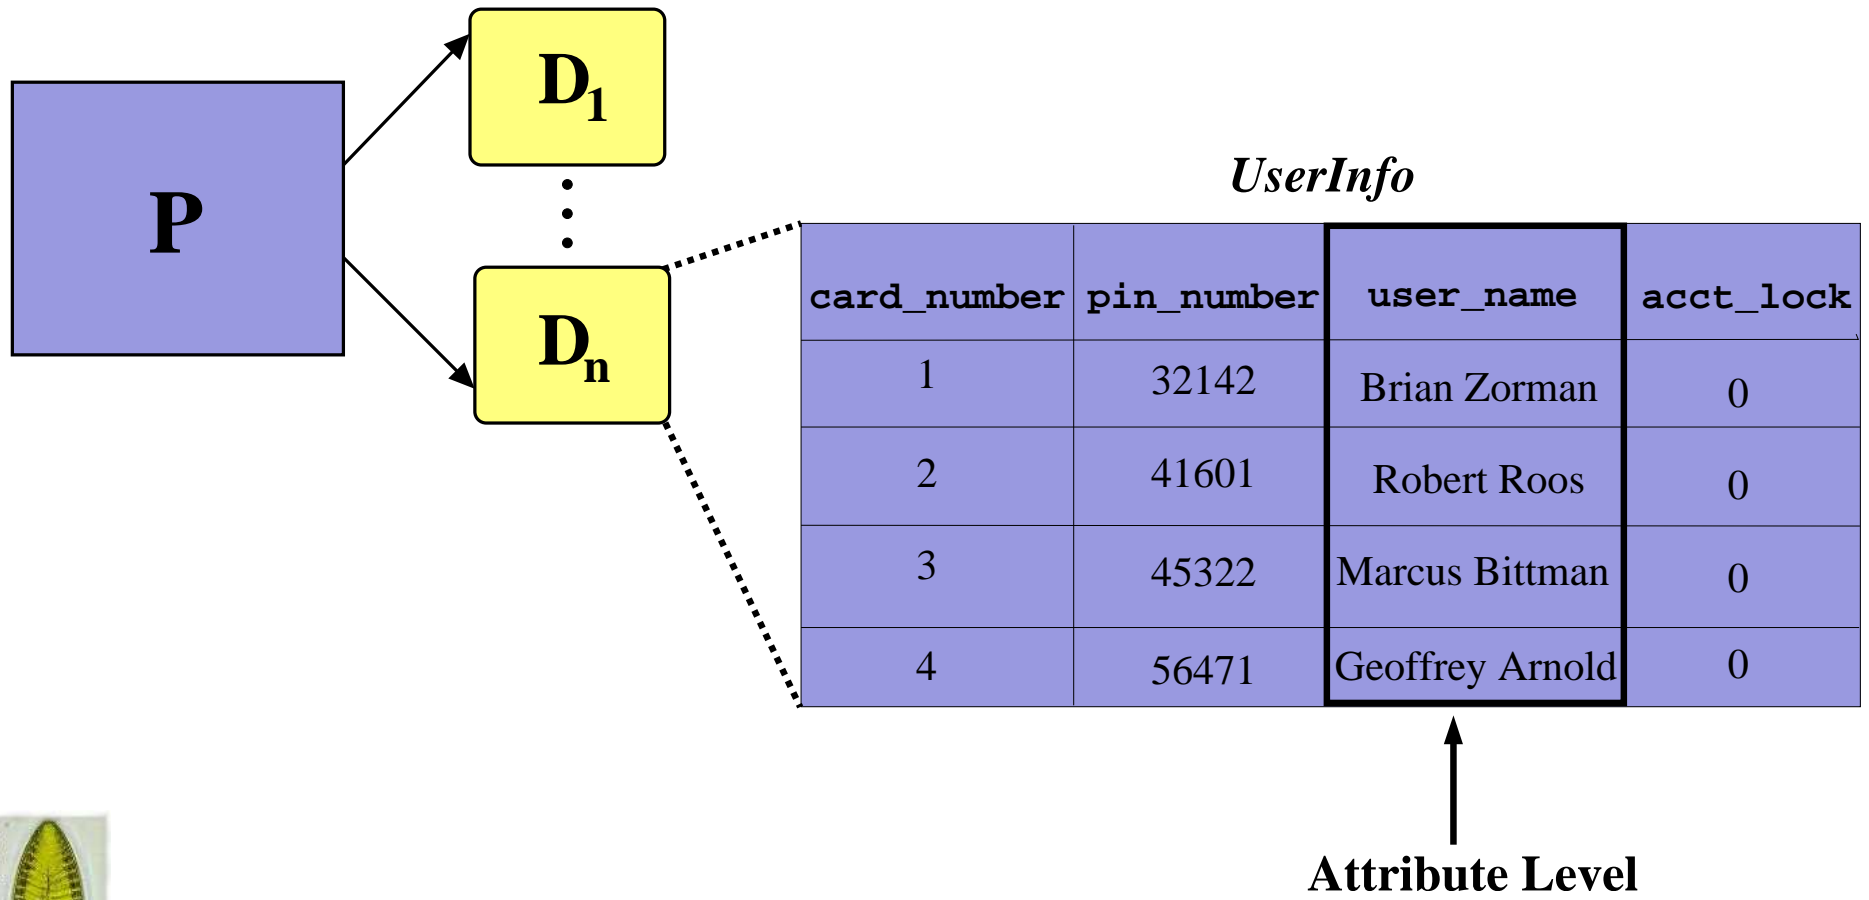 P
D1
Dn
UserInfo
card_number pin_number user_name acct_lock
1 32142 Brian Zorman 0
2 41601 Robert Roos 0
3 45322 Marcus Bittman 0
4 56471 Geoffrey Arnold 0
Attribute Level